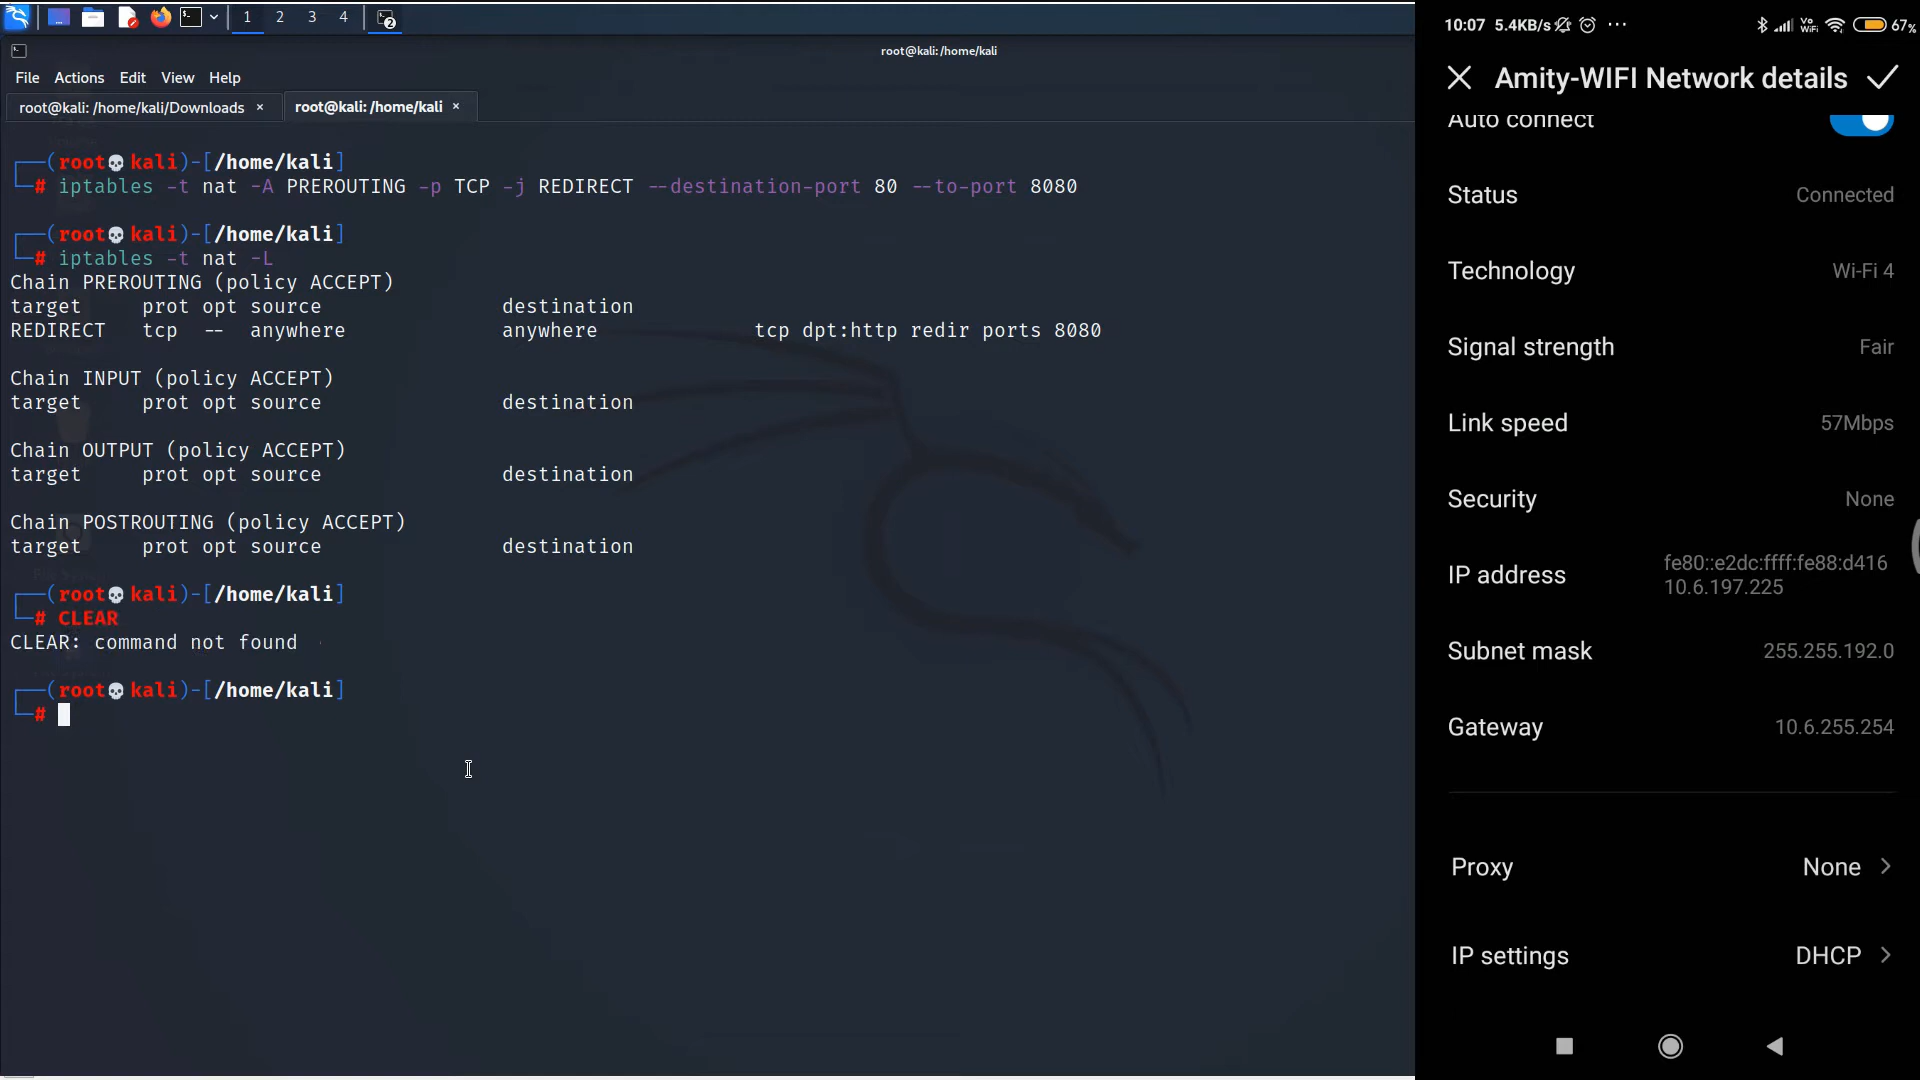 1 2 3 4 2
root@kali: /home/kali
File Actions Edit View Help
root@kali: /home/kali/Downloads × root@kali: /home/kali ×
(root💀kali)-[/home/kali]
# iptables -t nat -A PREROUTING -p TCP -j REDIRECT --destination-port 80 --to-port 8080
(root💀kali)-[/home/kali]
# iptables -t nat -L
Chain PREROUTING (policy ACCEPT)
target prot opt source destination
REDIRECT tcp -- anywhere anywhere tcp dpt:http redir ports 8080
Chain INPUT (policy ACCEPT)
target prot opt source destination
Chain OUTPUT (policy ACCEPT)
target prot opt source destination
Chain POSTROUTING (policy ACCEPT)
target prot opt source destination
(root💀kali)-[/home/kali]
# CLEAR
CLEAR: command not found
(root💀kali)-[/home/kali]
#
10:07 5.4KB/s ··· Vo WiFi 67%
Amity-WIFI Network details
Auto connect
Status Connected
Technology Wi-Fi 4
Signal strength Fair
Link speed 57Mbps
Security None
IP address fe80::e2dc:ffff:fe88:d416
10.6.197.225
Subnet mask 255.255.192.0
Gateway 10.6.255.254
Proxy None >
IP settings DHCP >